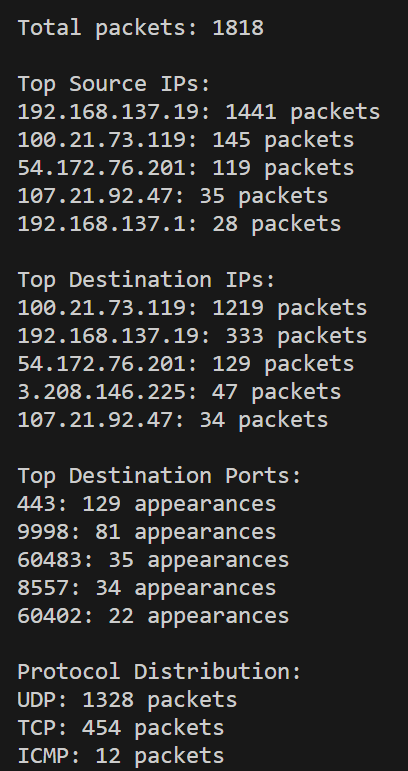 Total packets: 1818
Top Source IPs:
192.168.137.19: 1441 packets
100.21.73.119: 145 packets
54.172.76.201: 119 packets
107.21.92.47: 35 packets
192.168.137.1: 28 packets
Top Destination IPs:
100.21.73.119: 1219 packets
192.168.137.19: 333 packets
54.172.76.201: 129 packets
3.208.146.225: 47 packets
107.21.92.47: 34 packets
Top Destination Ports:
443: 129 appearances
9998: 81 appearances
60483: 35 appearances
8557: 34 appearances
60402: 22 appearances
Protocol Distribution:
UDP: 1328 packets
TCP: 454 packets
ICMP: 12 packets